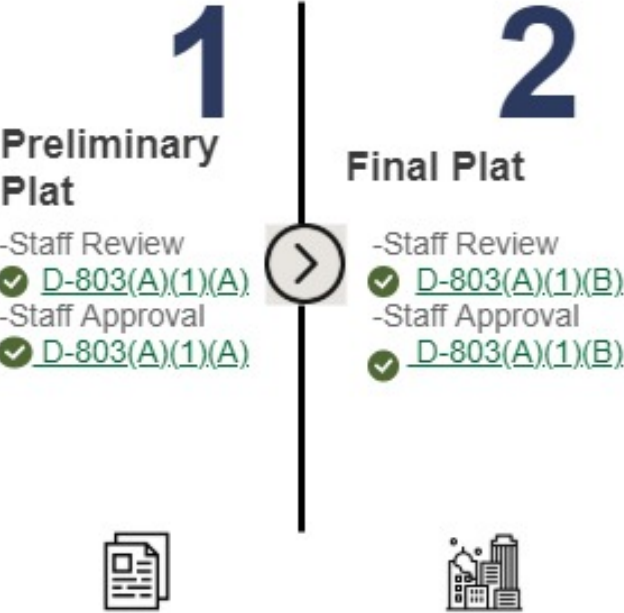 1
Preliminary
Plat
-Staff Review
D-803(A)(1)(A)
-Staff Approval
D-803(A)(1)(A)
2
Final Plat
-Staff Review
D-803(A)(1)(B)
-Staff Approval
D-803(A)(1)(B)